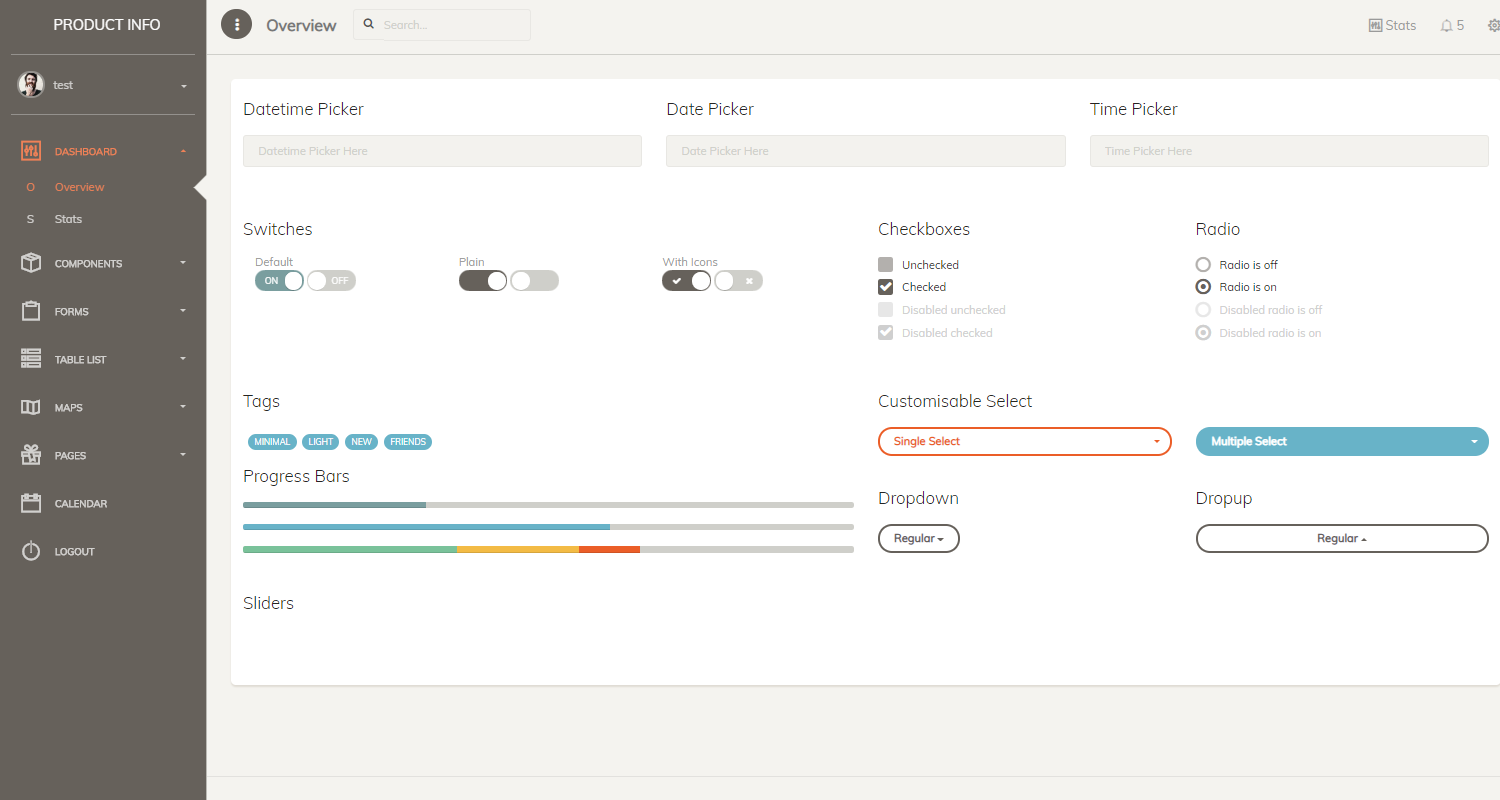 PRODUCT INFO
test
DASHBOARD
O Overview
S Stats
COMPONENTS
FORMS
TABLE LIST
MAPS
PAGES
CALENDAR
LOGOUT
Overview
Search...
Stats
5
Datetime Picker
Datetime Picker Here
Date Picker
Date Picker Here
Time Picker
Time Picker Here
Switches
Default
ON OFF
Plain
With Icons
Checkboxes
Unchecked
Checked
Disabled unchecked
Disabled checked
Radio
Radio is off
Radio is on
Disabled radio is off
Disabled radio is on
Tags
MINIMAL LIGHT NEW FRIENDS
Customisable Select
Single Select
Multiple Select
Progress Bars
Dropdown
Regular
Dropup
Regular
Sliders